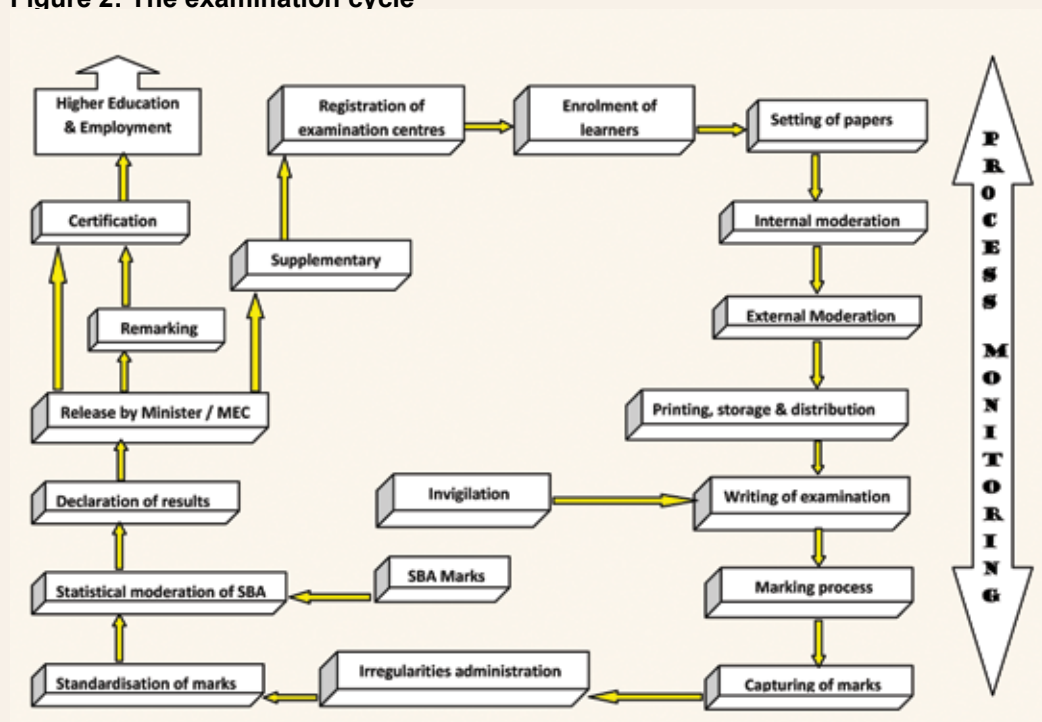 Figure 2: The examination cycle
Higher Education
& Employment
Registration of
examination centres
Enrolment of
learners
Setting of papers
Certification
Internal moderation
Supplementary
Remarking
External Moderation
Release by Minister / MEC
Printing, storage & distribution
Declaration of results
Invigilation
Writing of examination
Statistical moderation of SBA
SBA Marks
Marking process
Standardisation of marks
Irregularities administration
Capturing of marks
PROCESS MONITORING